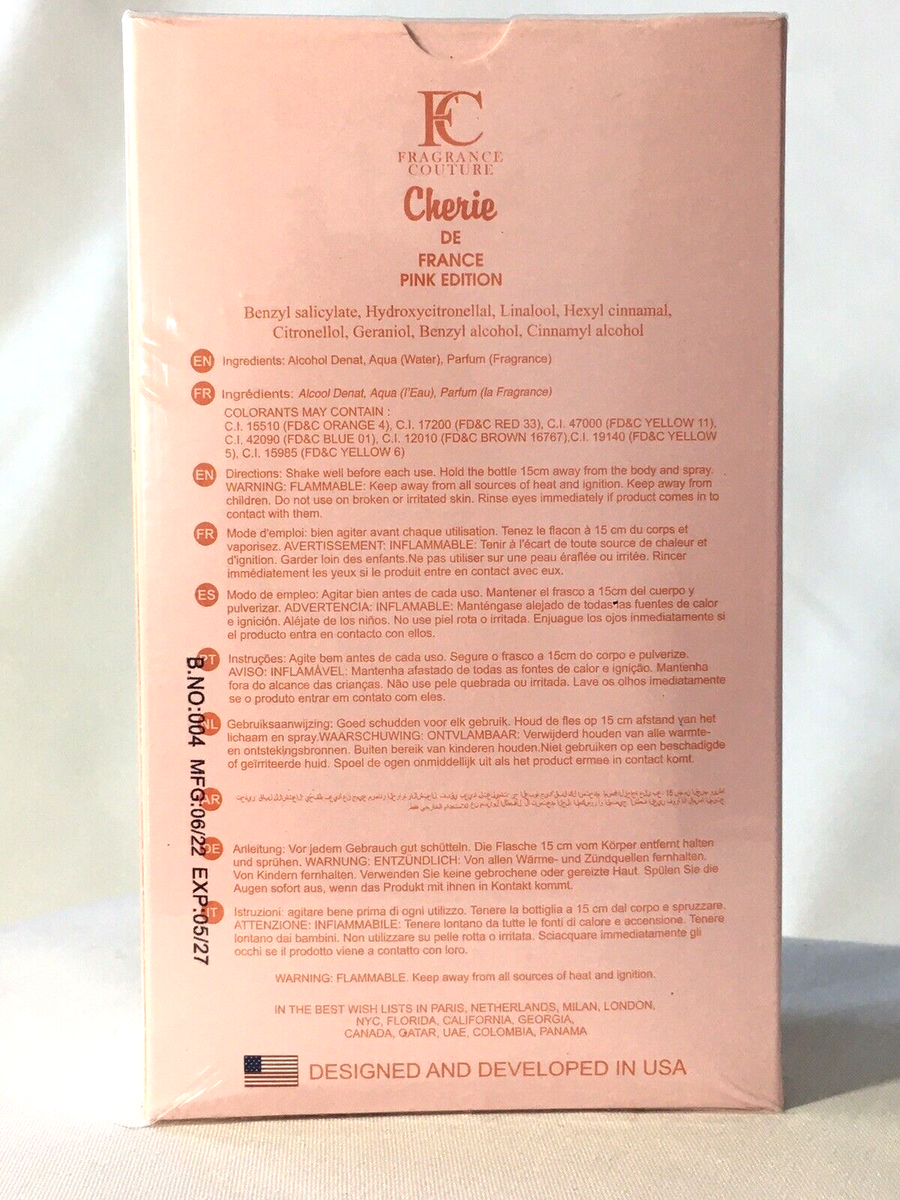 FC
FRAGRANCE
COUTURE
Cherie
DE
FRANCE
PINK EDITION
Benzyl salicylate, Hydroxycitronellal, Linalool, Hexyl cinnamal,
Citronellol, Geraniol, Benzyl alcohol, Cinnamyl alcohol
EN Ingredients: Alcohol Denat, Aqua (Water), Parfum (Fragrance)
FR Ingrédients: Alcool Denat, Aqua (l'Eau), Parfum (la Fragrance)
COLORANTS MAY CONTAIN :
C.I. 15510 (FD&C ORANGE 4), C.I. 17200 (FD&C RED 33), C.I. 47000 (FD&C YELLOW 11),
C.I. 42090 (FD&C BLUE 01), C.I. 12010 (FD&C BROWN 16767).C.I. 19140 (FD&C YELLOW
5), C.I. 15985 (FD&C YELLOW 6)
EN Directions: Shake well before each use. Hold the bottle 15cm away from the body and spray.
WARNING: FLAMMABLE: Keep away from all sources of heat and ignition. Keep away from
children. Do not use on broken or irritated skin. Rinse eyes immediately if product comes in to
contact with them.
FR Mode d'emploi: bien agiter avant chaque utilisation. Tenez le flacon à 15 cm du corps et
vaporisez. AVERTISSEMENT: INFLAMMABLE: Tenir à l'écart de toute source de chaleur et
d'ignition. Garder loin des enfants.Ne pas utiliser sur une peau éraflée ou irritée. Rincer
immédiatement les yeux si le produit entre en contact avec eux.
ES Modo de empleo: Agitar bien antes de cada uso. Mantener el frasco a 15cm del cuerpo y
pulverizar. ADVERTENCIA: INFLAMABLE: Manténgase alejado de todas las fuentes de calor
e ignición. Aléjate de los niños. No use piel rota o irritada. Enjuague los ojos inmediatamente si
el producto entra en contacto con ellos.
PT Instruções: Agite bem antes de cada uso. Segure o frasco a 15cm do corpo e pulverize.
AVISO: INFLAMÁVEL: Mantenha afastado de todas as fontes de calor e ignição. Mantenha
fora do alcance das crianças. Não use pele quebrada ou irritada. Lave os olhos imediatamente
se o produto entrar em contato com eles.
NL Gebruiksaanwijzing: Goed schudden voor elk gebruik. Houd de fles op 15 cm afstand van het
lichaam en spray.WAARSCHUWING: ONTVLAMBAAR: Verwijderd houden van alle warmte-
en ontstekingsbronnen. Buiten bereik van kinderen houden.Niet gebruiken op een beschadigde
of geïrriteerde huid. Spoel de ogen onmiddellijk uit als het product ermee in contact komt.
AR
DE Anleitung: Vor jedem Gebrauch gut schütteln. Die Flasche 15 cm vom Körper entfernt halten
und sprühen. WARNUNG: ENTZÜNDLICH: Von allen Wärme- und Zündquellen fernhalten.
Von Kindern fernhalten. Verwenden Sie keine gebrochene oder gereizte Haut. Spülen Sie die
Augen sofort aus, wenn das Produkt mit ihnen in Kontakt kommt.
IT Istruzioni: agitare bene prima di ogni utilizzo. Tenere la bottiglia a 15 cm dal corpo e spruzzare.
ATTENZIONE: INFIAMMABILE: Tenere lontano da tutte le fonti di calore e accensione. Tenere
lontano dai bambini. Non utilizzare su pelle rotta o irritata. Sciacquare immediatamente gli
occhi se il prodotto viene a contatto con loro.
B.NO:004 MFG:06/22 EXP:05/27
WARNING: FLAMMABLE. Keep away from all sources of heat and ignition.
IN THE BEST WISH LISTS IN PARIS, NETHERLANDS, MILAN, LONDON,
NYC, FLORIDA, CALIFORNIA, GEORGIA,
CANADA, QATAR, UAE, COLOMBIA, PANAMA
DESIGNED AND DEVELOPED IN USA